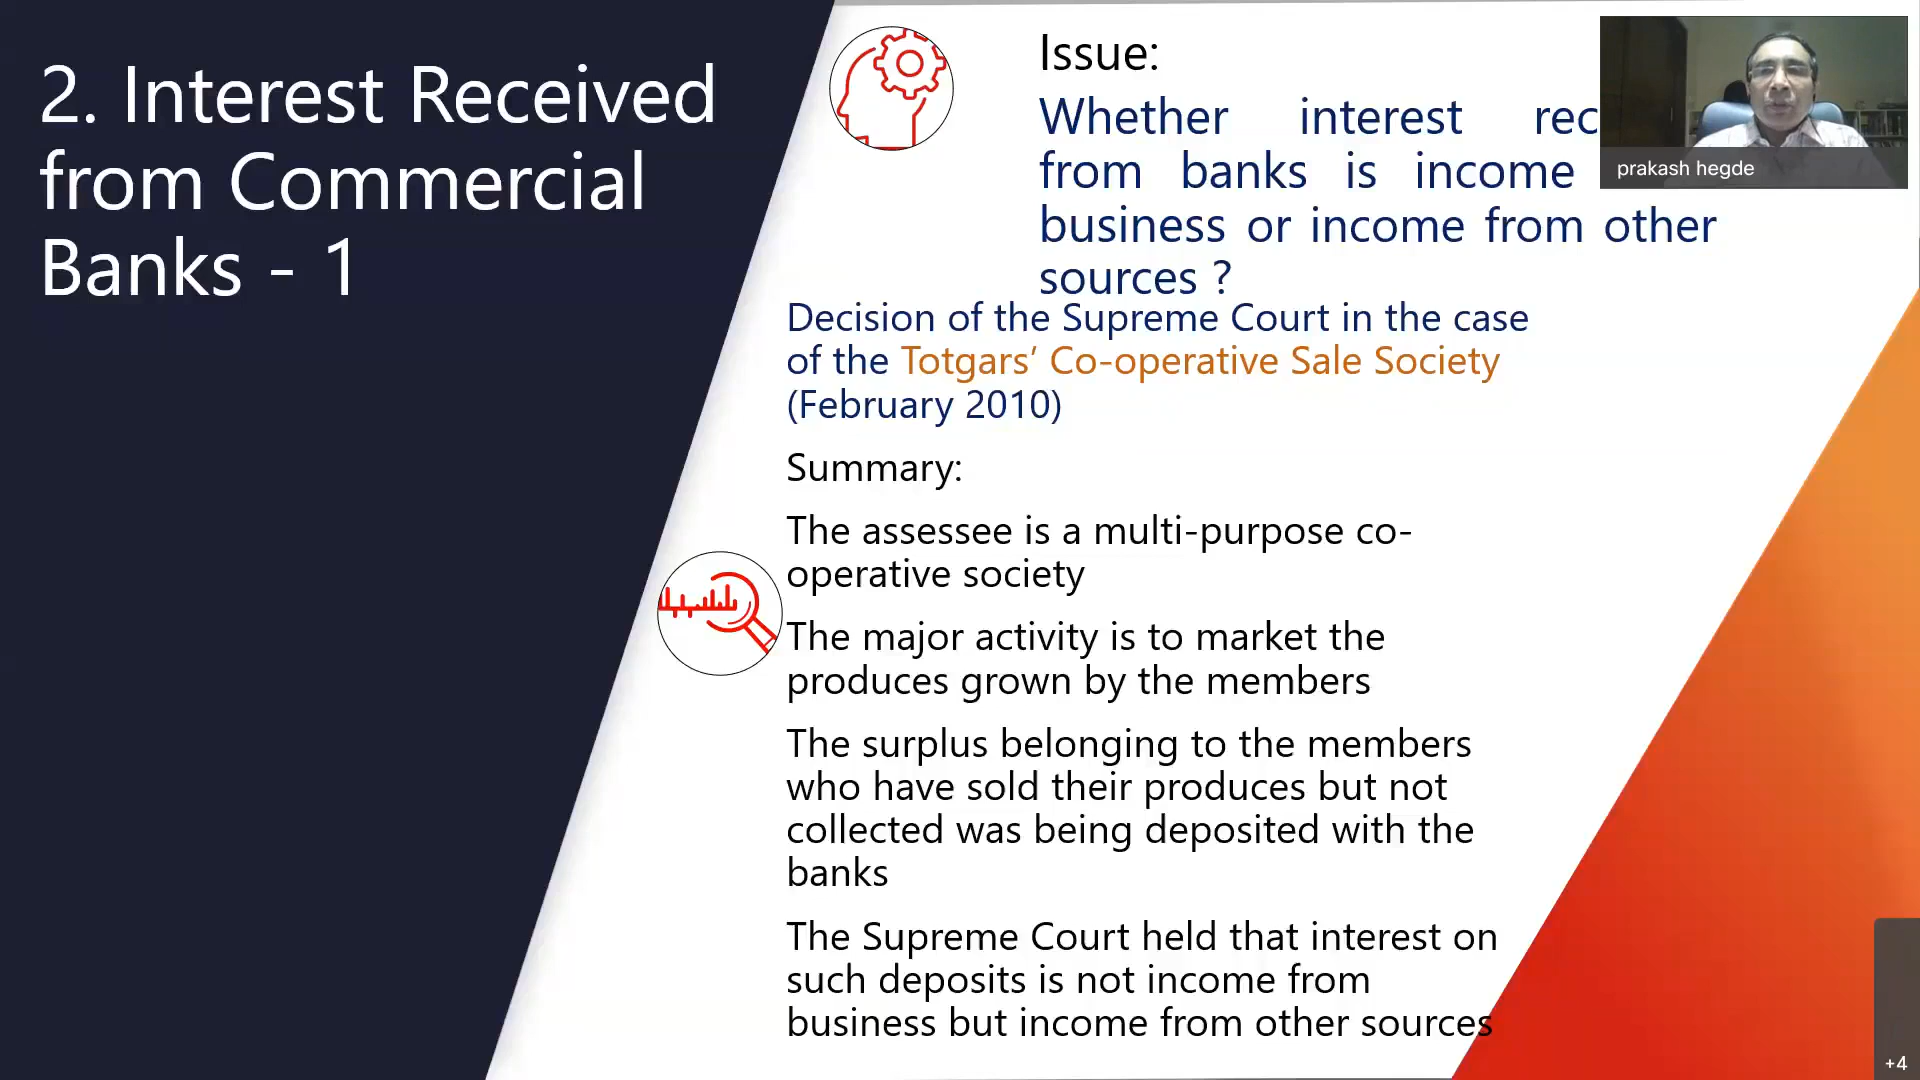 2. Interest Received
from Commercial
Banks - 1
Issue:
Whether interest rec
from banks is income
business or income from other
sources ?
prakash hegde
Decision of the Supreme Court in the case
of the Totgars’ Co-operative Sale Society
(February 2010)
Summary:
The assessee is a multi-purpose co-
operative society
The major activity is to market the
produces grown by the members
The surplus belonging to the members
who have sold their produces but not
collected was being deposited with the
banks
The Supreme Court held that interest on
such deposits is not income from
business but income from other sources
+4